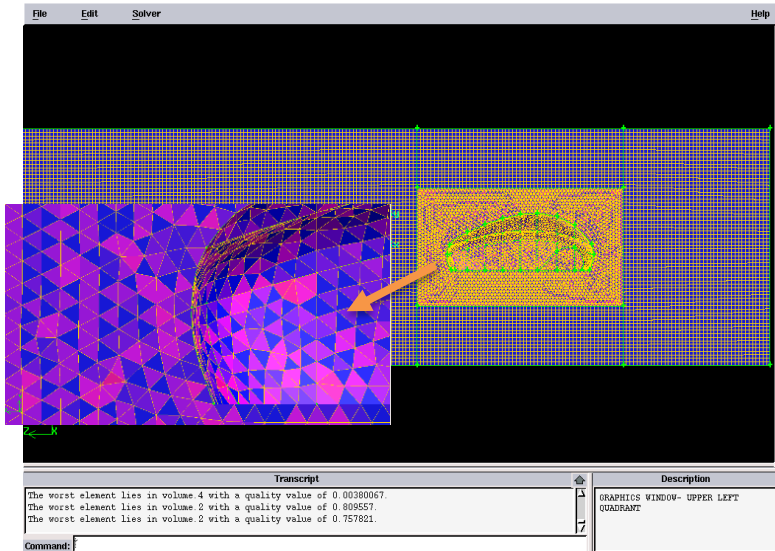 File Edit Solver Help
Y
X
Z X
Transcript
The worst element lies in volume.4 with a quality value of 0.00380067.
The worst element lies in volume.2 with a quality value of 0.809557.
The worst element lies in volume.2 with a quality value of 0.757821.
Command:
Description
GRAPHICS WINDOW- UPPER LEFT
QUADRANT